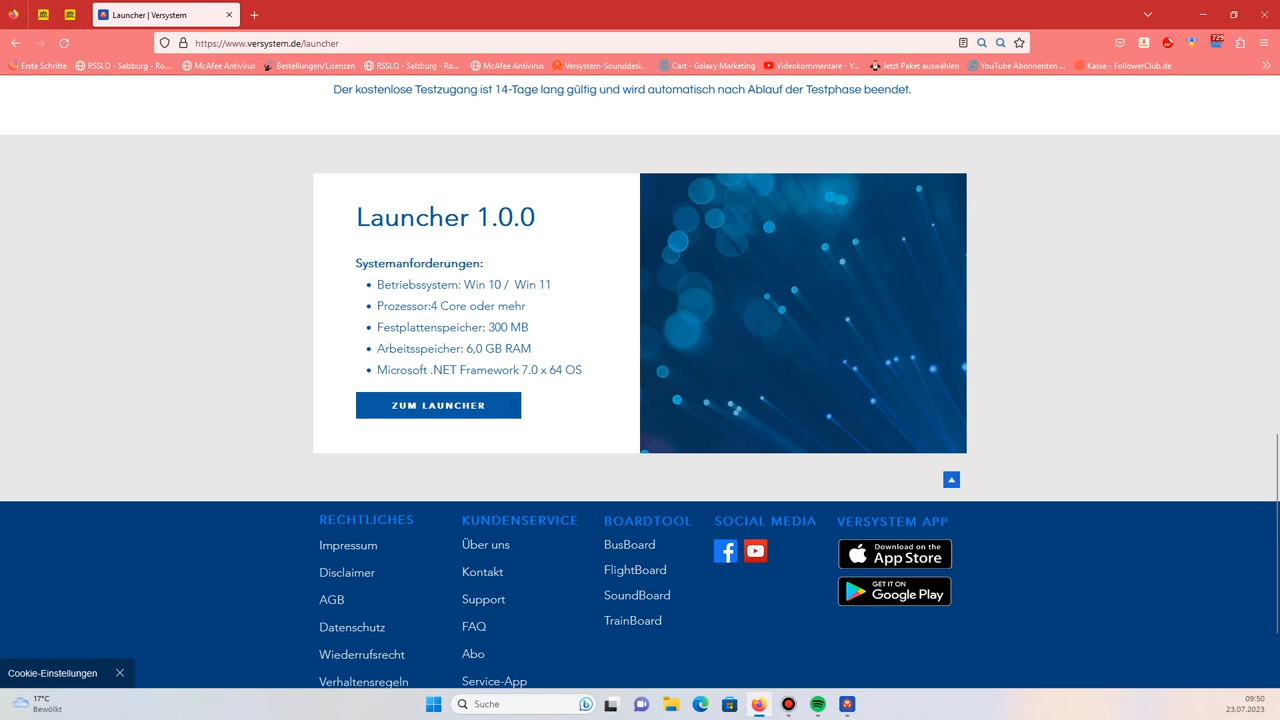 Launcher | Versystem
https://www.versystem.de/launcher
729
Erste Schritte
RSSLO - Salzburg - Ro...
McAfee Antivirus
Bestellungen/Lizenzen
RSSLO - Salzburg - Ro...
McAfee Antivirus
Versystem-Sounddesi...
Cart - Galaxy Marketing
Videokommentare - Y...
Jetzt Paket auswählen
YouTube Abonnenten ...
Kasse - FollowerClub.de
Der kostenlose Testzugang ist 14-Tage lang gültig und wird automatisch nach Ablauf der Testphase beendet.
Launcher 1.0.0
Systemanforderungen:
• Betriebssystem: Win 10 / Win 11
• Prozessor:4 Core oder mehr
• Festplattenspeicher: 300 MB
• Arbeitsspeicher: 6,0 GB RAM
• Microsoft .NET Framework 7.0 x 64 OS
ZUM LAUNCHER
RECHTLICHES
Impressum
Disclaimer
AGB
Datenschutz
Wiederrufsrecht
Verhaltensregeln
KUNDENSERVICE
Über uns
Kontakt
Support
FAQ
Abo
Service-App
BOARDTOOL
BusBoard
FlightBoard
SoundBoard
TrainBoard
SOCIAL MEDIA
VERSYSTEM APP
Download on the
App Store
GET IT ON
Google Play
Cookie-Einstellungen
17°C
Bewölkt
Suche
09:50
23.07.2023